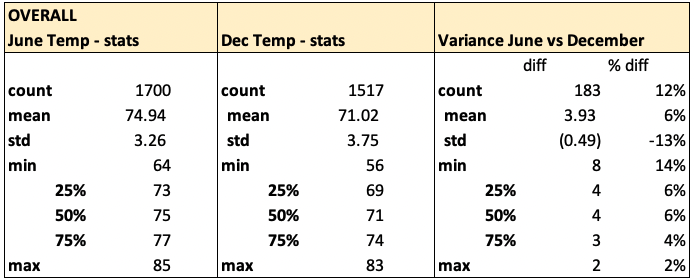 OVERALL
June Temp - stats Dec Temp - stats Variance June vs December
diff % diff
count 1700 count 1517 count 183 12%
mean 74.94 mean 71.02 mean 3.93 6%
std 3.26 std 3.75 std (0.49) -13%
min 64 min 56 min 8 14%
25% 73 25% 69 25% 4 6%
50% 75 50% 71 50% 4 6%
75% 77 75% 74 75% 3 4%
max 85 max 83 max 2 2%